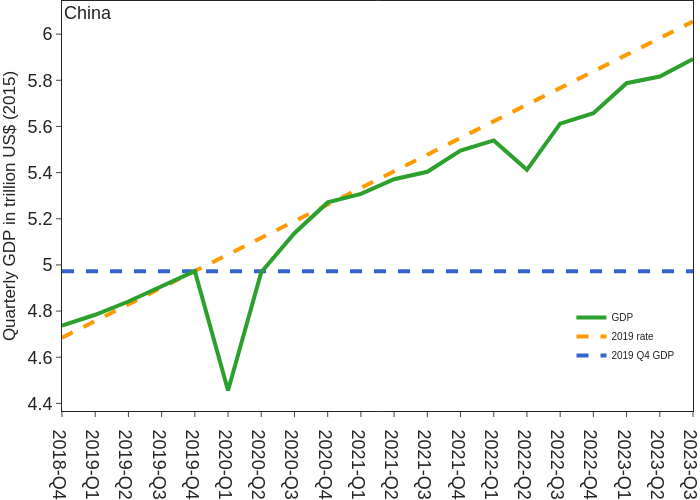 China
Quarterly GDP in trillion US$ (2015)
6
5.8
5.6
5.4
5.2
5
4.8
4.6
4.4
GDP
2019 rate
2019 Q4 GDP
2018-Q4
2019-Q1
2019-Q2
2019-Q3
2019-Q4
2020-Q1
2020-Q2
2020-Q3
2020-Q4
2021-Q1
2021-Q2
2021-Q3
2021-Q4
2022-Q1
2022-Q2
2022-Q3
2022-Q4
2023-Q1
2023-Q2
2023-Q3